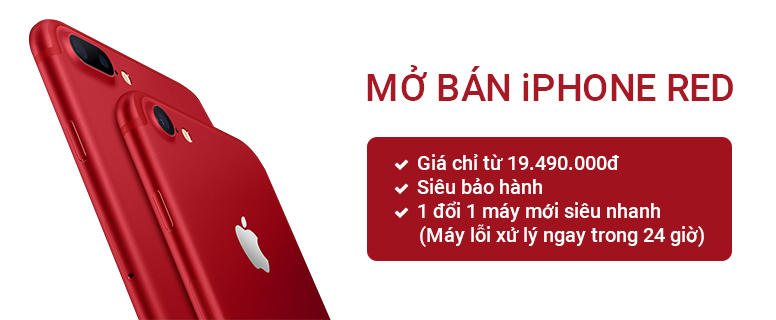 MỞ BÁN iPHONE RED
Giá chỉ từ 19.490.000đ
Siêu bảo hành
1 đổi 1 máy mới siêu nhanh
(Máy lỗi xử lý ngay trong 24 giờ)